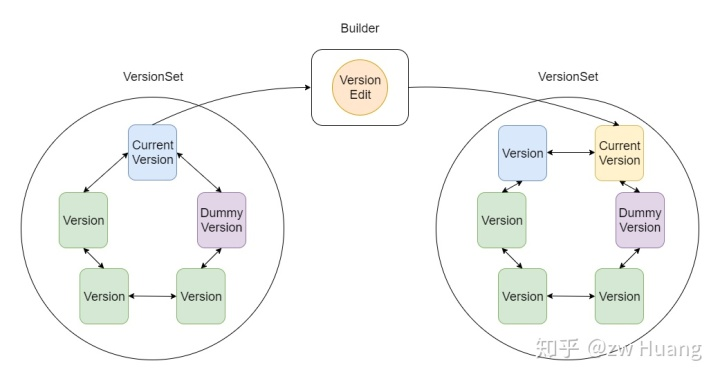 Builder
VersionSet
Version
Edit
VersionSet
Current
Version
Version
Dummy
Version
Version
Version
Version
Current
Version
Version
Dummy
Version
Version
Version
知乎 @zw Huang